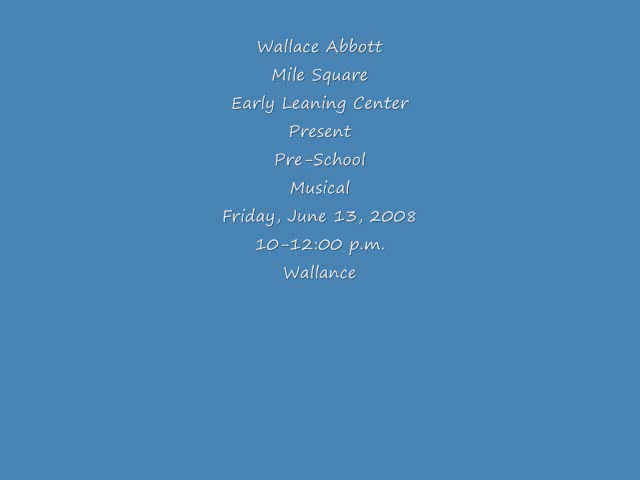 Wallace Abbott
Mile Square
Early Leaning Center
Present
Pre-School
Musical
Friday, June 13, 2008
10-12:00 p.m.
Wallance